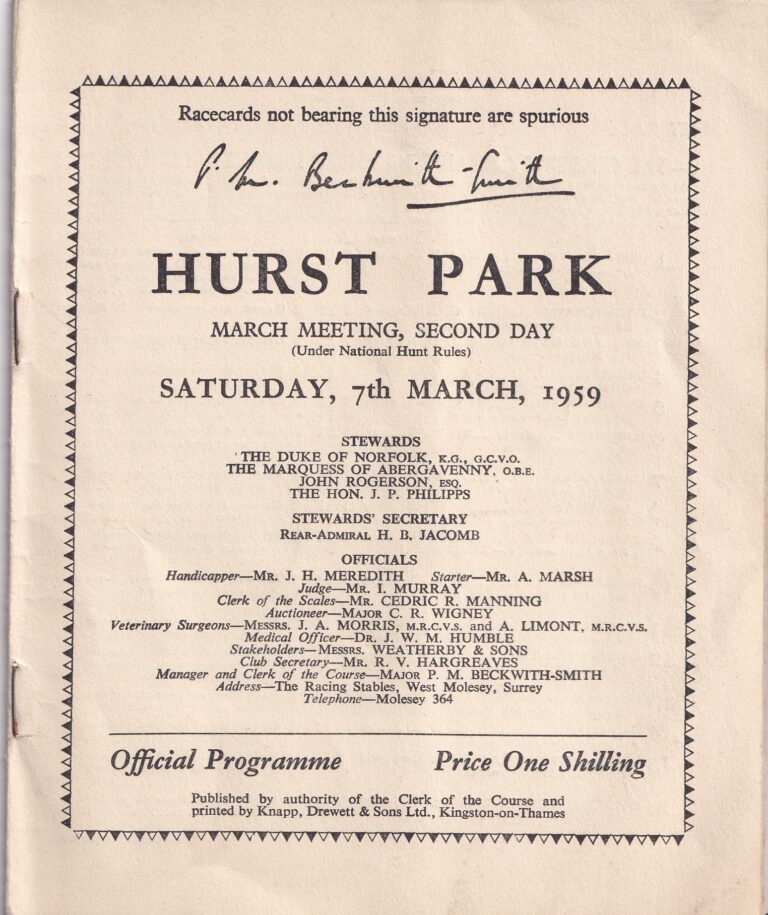 Racecards not bearing this signature are spurious
P. M. Beckwith-Smith
HURST PARK
MARCH MEETING, SECOND DAY
(Under National Hunt Rules)
SATURDAY, 7th MARCH, 1959
STEWARDS
THE DUKE OF NORFOLK, K.G., G.C.V.O.
THE MARQUESS OF ABERGAVENNY, O.B.E.
JOHN ROGERSON, ESQ.
THE HON. J. P. PHILIPPS
STEWARDS' SECRETARY
REAR-ADMIRAL H. B. JACOMB
OFFICIALS
Handicapper—MR. J. H. MEREDITH Starter—MR. A. MARSH
Judge—MR. I. MURRAY
Clerk of the Scales—MR. CEDRIC R. MANNING
Auctioneer—MAJOR C. R. WIGNEY
Veterinary Surgeons—MESSRS. J. A. MORRIS, M.R.C.V.S. and A. LIMONT, M.R.C.V.S.
Medical Officer—DR. J. W. M. HUMBLE
Stakeholders—MESSRS. WEATHERBY & SONS
Club Secretary—MR. R. V. HARGREAVES
Manager and Clerk of the Course—MAJOR P. M. BECKWITH-SMITH
Address—The Racing Stables, West Molesey, Surrey
Telephone—Molesey 364
Official Programme Price One Shilling
Published by authority of the Clerk of the Course and
printed by Knapp, Drewett & Sons Ltd., Kingston-on-Thames